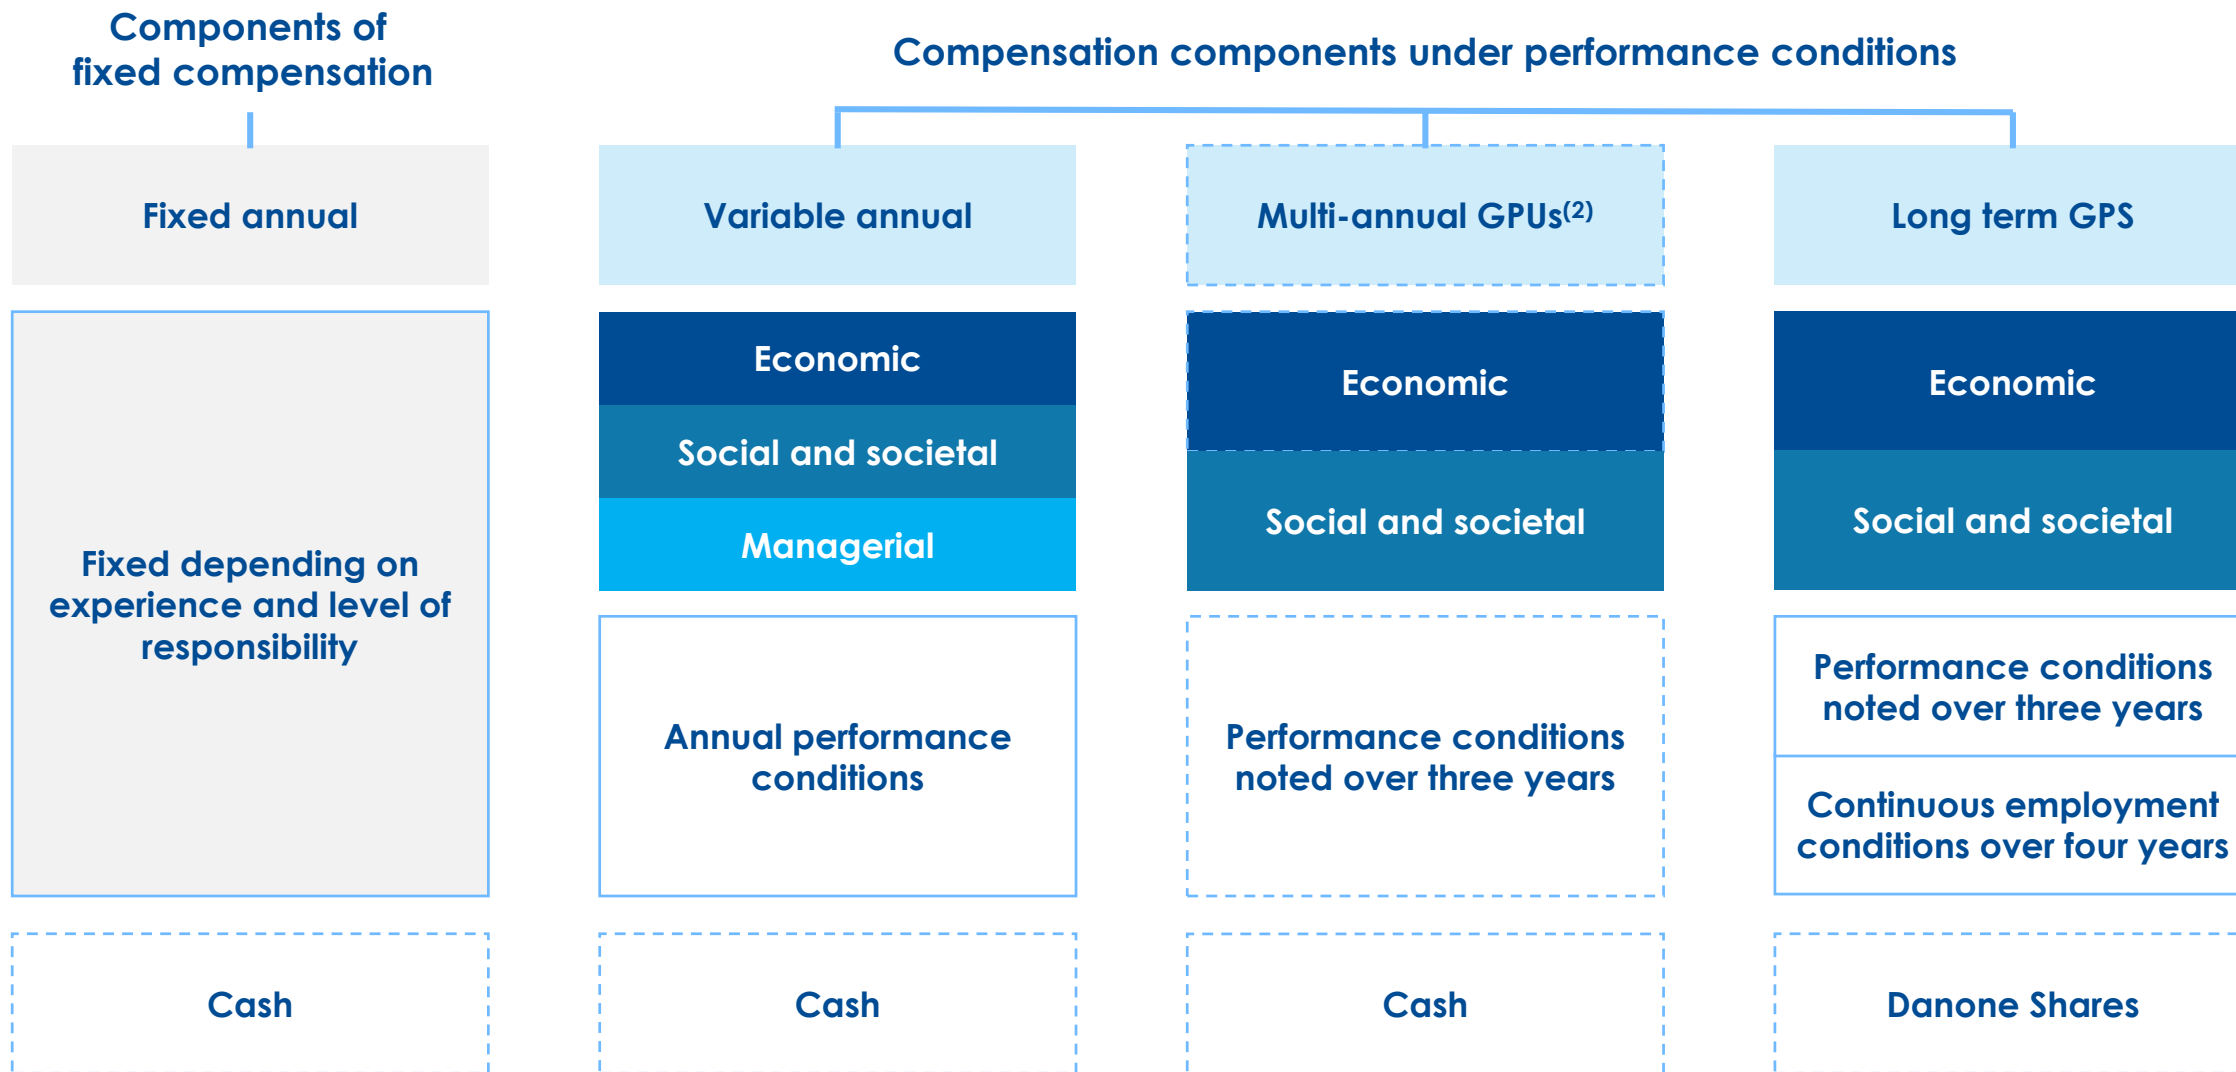 Components of
fixed compensation
Compensation components under performance conditions
Fixed annual
Variable annual
Multi-annual GPUs(2)
Long term GPS
Fixed depending on
experience and level of
responsibility
Economic
Social and societal
Managerial
Annual performance
conditions
Economic
Social and societal
Performance conditions
noted over three years
Economic
Social and societal
Performance conditions
noted over three years
Continuous employment
conditions over four years
Cash
Cash
Cash
Danone Shares